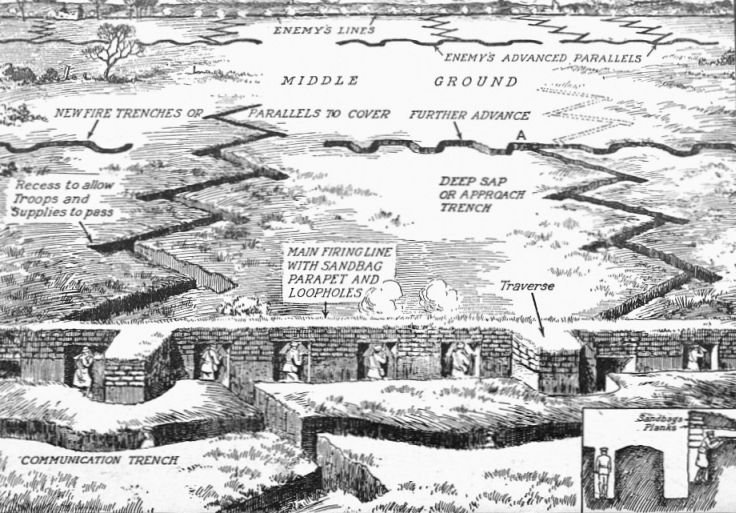 ENEMY'S LINES
ENEMY'S ADVANCED PARALLELS
MIDDLE GROUND
NEW FIRE TRENCHES OR PARALLELS TO COVER FURTHER ADVANCE
A
Recess to allow
Troops and
Supplies to pass
DEEP SAP
OR APPROACH
TRENCH
MAIN FIRING LINE
WITH SANDBAG
PARAPET AND
LOOPHOLES
Traverse
COMMUNICATION TRENCH
Sandbags
Planks